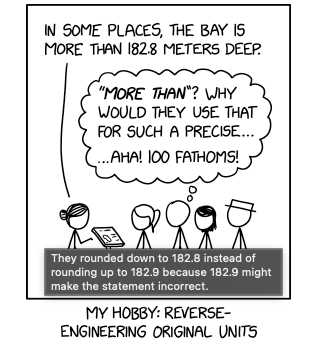 IN SOME PLACES, THE BAY IS
MORE THAN 182.8 METERS DEEP.
"MORE THAN"? WHY
WOULD THEY USE THAT
FOR SUCH A PRECISE...
...AHA! 100 FATHOMS!
They rounded down to 182.8 instead of
rounding up to 182.9 because 182.9 might
make the statement incorrect.
MY HOBBY: REVERSE-
ENGINEERING ORIGINAL UNITS